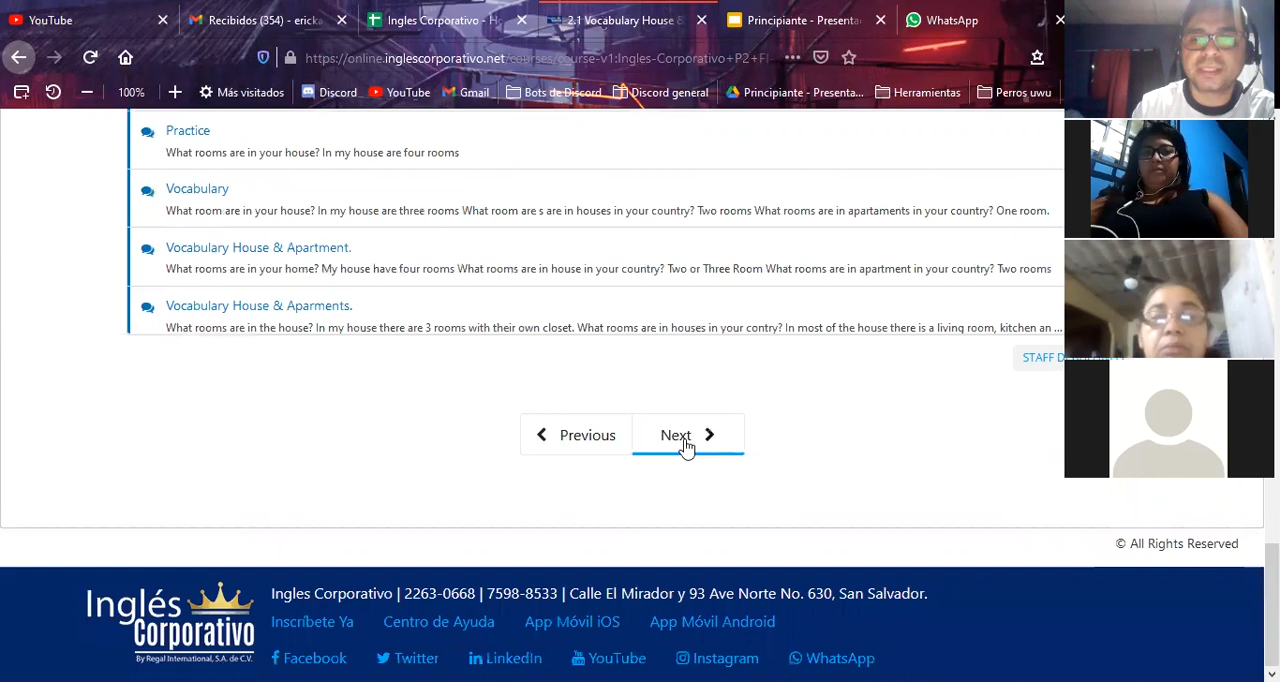 YouTube
Recibidos (354) - ericka
Ingles Corporativo - Ho
2.1 Vocabulary House &
Principiante - Presenta
WhatsApp
https://online.inglescorporativo.net/courses/course-v1:Ingles-Corporativo+P2+FI
100%
Más visitados
Discord
YouTube
Gmail
Bots de Discord
Discord general
Principiante - Presenta...
Herramientas
Perros uwu
Practice
What rooms are in your house? In my house are four rooms
Vocabulary
What room are in your house? In my house are three rooms What room are s are in houses in your country? Two rooms What rooms are in apartaments in your country? One room.
Vocabulary House & Apartment.
What rooms are in your home? My house have four rooms What rooms are in house in your country? Two or Three Room What rooms are in apartment in your country? Two rooms
Vocabulary House & Aparments.
What rooms are in the house? In my house there are 3 rooms with their own closet. What rooms are in houses in your contry? In most of the house there is a living room, kitchen an ...
STAFF
Previous
Next
© All Rights Reserved
Inglés Corporativo
By Regal International, S.A. de C.V.
Ingles Corporativo | 2263-0668 | 7598-8533 | Calle El Mirador y 93 Ave Norte No. 630, San Salvador.
Inscríbete Ya
Centro de Ayuda
App Móvil iOS
App Móvil Android
Facebook
Twitter
LinkedIn
YouTube
Instagram
WhatsApp